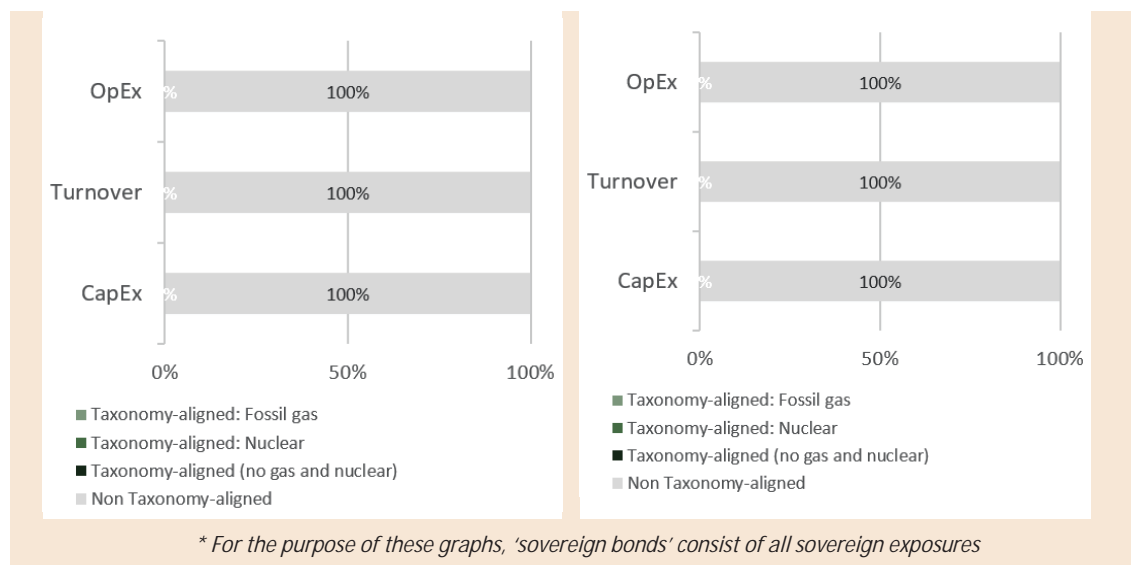 OpEx
% 100%
Turnover
% 100%
CapEx
% 100%
0% 50% 100%
Taxonomy-aligned: Fossil gas
Taxonomy-aligned: Nuclear
Taxonomy-aligned (no gas and nuclear)
Non Taxonomy-aligned
OpEx
% 100%
Turnover
% 100%
CapEx
% 100%
0% 50% 100%
Taxonomy-aligned: Fossil gas
Taxonomy-aligned: Nuclear
Taxonomy-aligned (no gas and nuclear)
Non Taxonomy-aligned
* For the purpose of these graphs, ‘sovereign bonds’ consist of all sovereign exposures